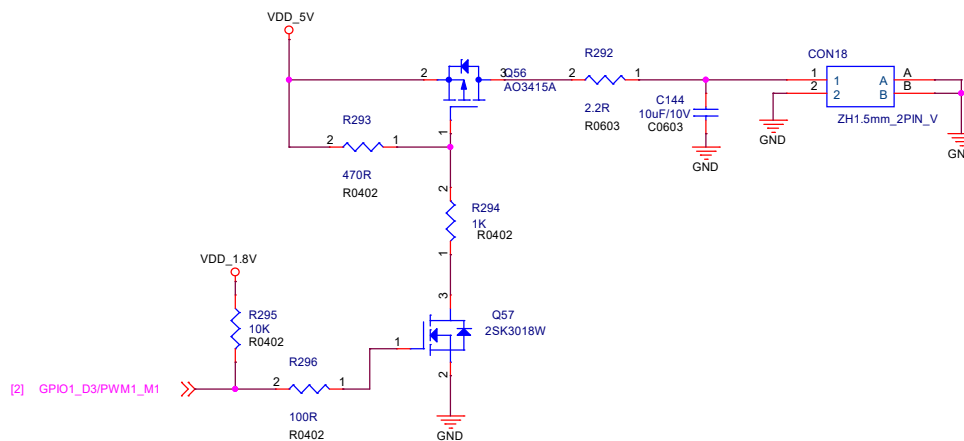 VDD_5V
2
3
Q56
AO3415A
1
R292
2
1
2.2R
R0603
C144
10uF/10V
C0603
GND
CON18
1
2
1
2
A
B
A
B
ZH1.5mm_2PIN_V
GND
GN
R293
2
1
470R
R0402
2
R294
1K
R0402
1
VDD_1.8V
R295
10K
R0402
3
Q57
2SK3018W
1
2
R296
2
1
100R
R0402
[2] GPIO1_D3/PWM1_M1
GND